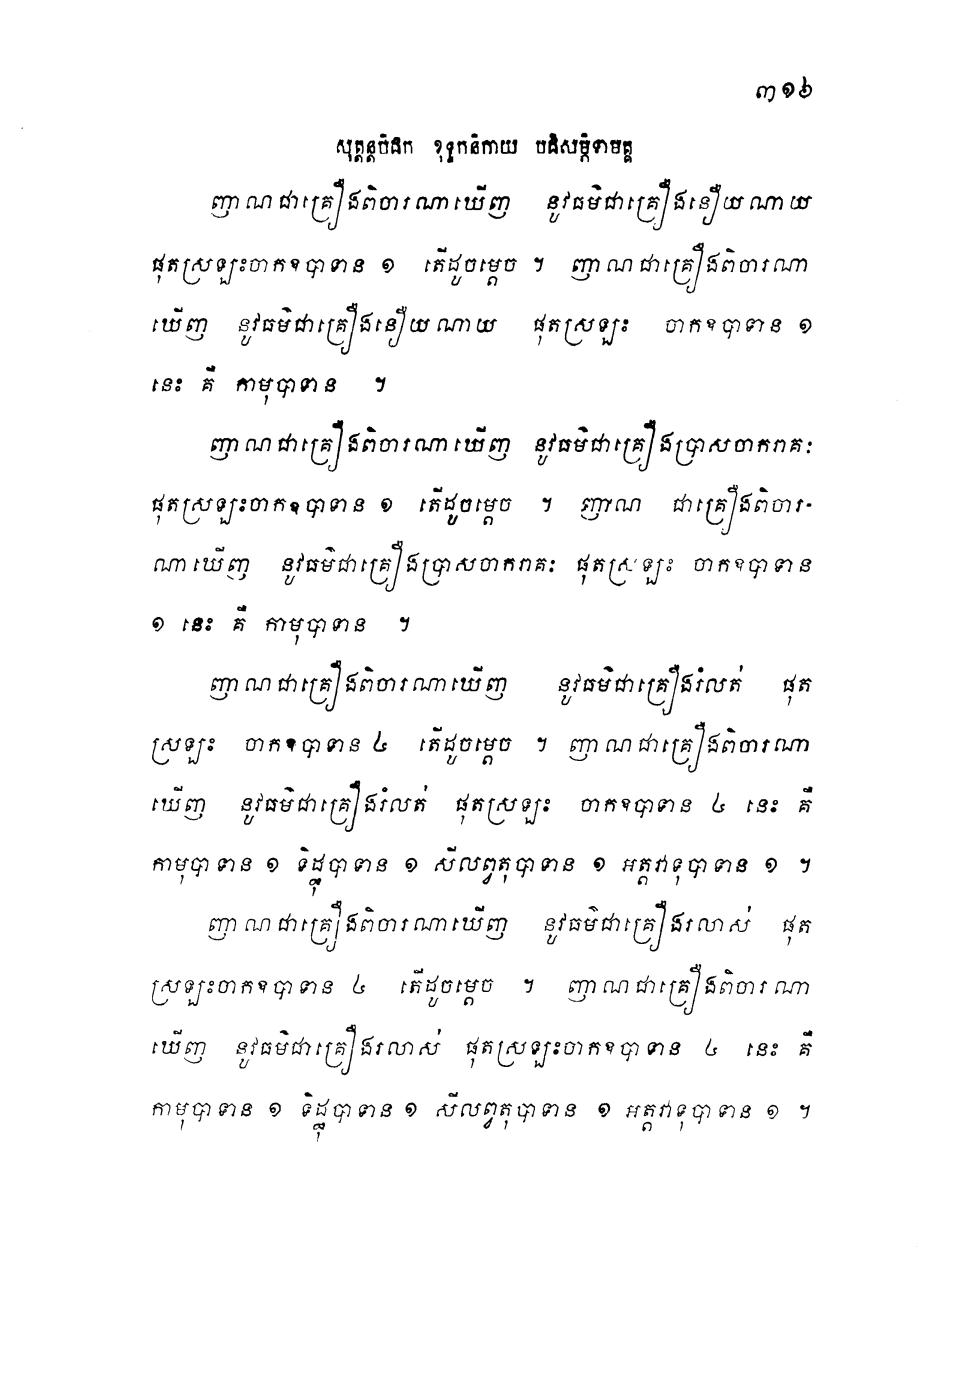 ៣១៦
សុត្តន្តបិដក ខុទ្ទកនិកាយ បដិសម្ភិទាមគ្គ
ញាណជាគ្រឿងពិចារណាឃើញ នូវធម៌ជាគ្រឿងនឿយណាយ
ផុតស្រឡះចាកឧបាទាន ១ តើដូចម្តេច ។ ញាណជាគ្រឿងពិចារណា
ឃើញ នូវធម៌ជាគ្រឿងនឿយណាយ ផុតស្រឡះ ចាកឧបាទាន ១
នេះ គឺ កាមុបាទាន ។
ញាណជាគ្រឿងពិចារណាឃើញ នូវធម៌ជាគ្រឿងប្រាសចាករាគៈ
ផុតស្រឡះចាកឧបាទាន ១ តើដូចម្តេច ។ ញាណ ជាគ្រឿងពិចារ-
ណាឃើញ នូវធម៌ជាគ្រឿងប្រាសចាករាគៈ ផុតស្រឡះ ចាកឧបាទាន
១ នេះ គឺ កាមុបាទាន ។
ញាណជាគ្រឿងពិចារណាឃើញ នូវធម៌ជាគ្រឿងរំលត់ ផុត
ស្រឡះ ចាកឧបាទាន ៤ តើដូចម្តេច ។ ញាណជាគ្រឿងពិចារណា
ឃើញ នូវធម៌ជាគ្រឿងរំលត់ ផុតស្រឡះ ចាកឧបាទាន ៤ នេះ គឺ
កាមុបាទាន ១ ទិដ្ឋុបាទាន ១ សីលព្វតុបាទាន ១ អត្តវាទុបាទាន ១ ។
ញាណជាគ្រឿងពិចារណាឃើញ នូវធម៌ជាគ្រឿងរលាស់ ផុត
ស្រឡះចាកឧបាទាន ៤ តើដូចម្តេច ។ ញាណជាគ្រឿងពិចារណា
ឃើញ នូវធម៌ជាគ្រឿងរលាស់ ផុតស្រឡះចាកឧបាទាន ៤ នេះ គឺ
កាមុបាទាន ១ ទិដ្ឋុបាទាន ១ សីលព្វតុបាទាន ១ អត្តវាទុបាទាន ១ ។